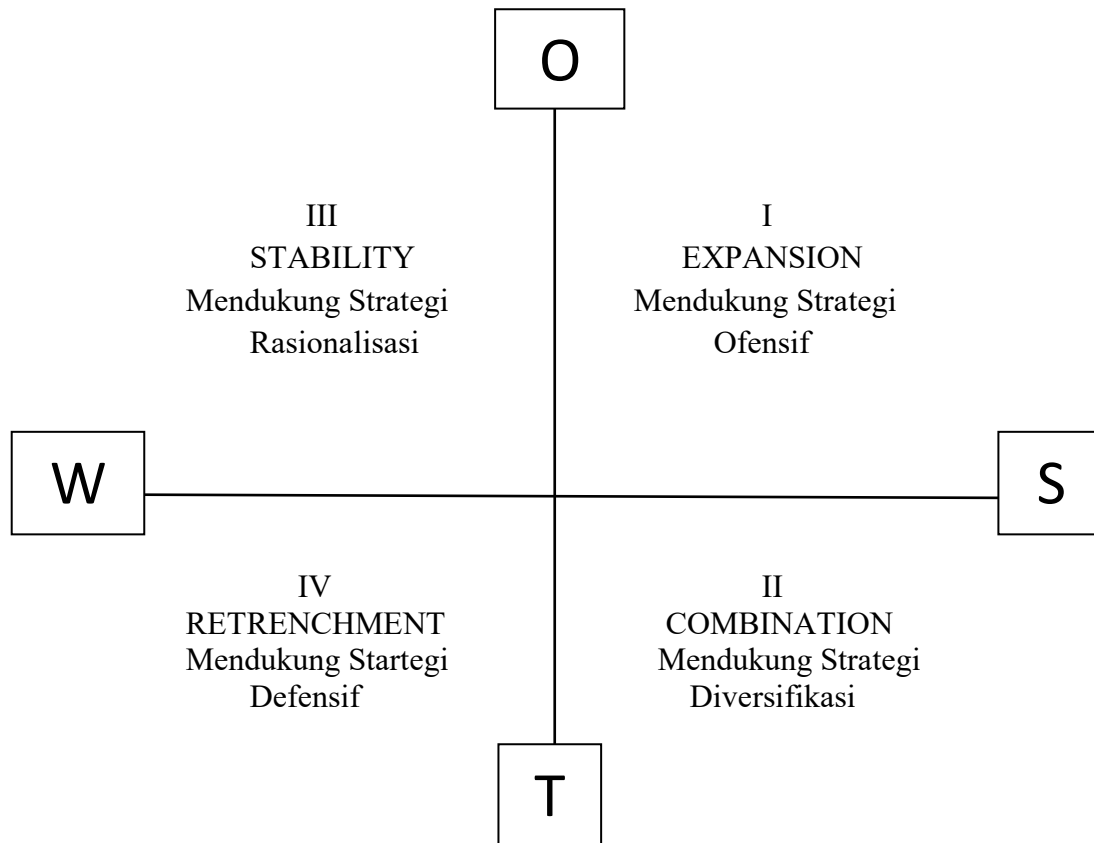 O
III
STABILITY
Mendukung Strategi
Rasionalisasi
I
EXPANSION
Mendukung Strategi
Ofensif
W
S
IV
RETRENCHMENT
Mendukung Startegi
Defensif
II
COMBINATION
Mendukung Strategi
Diversifikasi
T